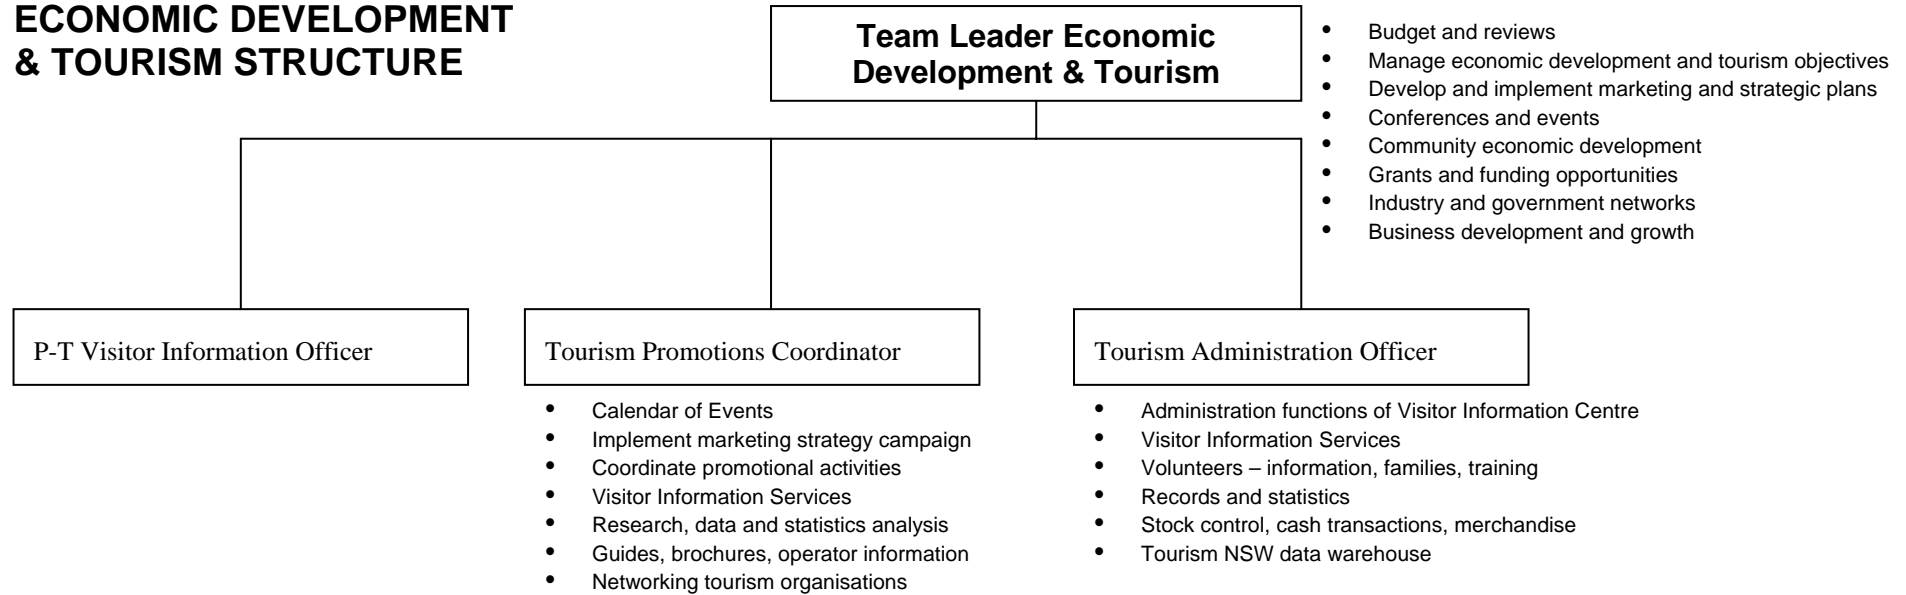 ECONOMIC DEVELOPMENT
& TOURISM STRUCTURE
Team Leader Economic
Development & Tourism
• Budget and reviews
• Manage economic development and tourism objectives
• Develop and implement marketing and strategic plans
• Conferences and events
• Community economic development
• Grants and funding opportunities
• Industry and government networks
• Business development and growth
P-T Visitor Information Officer
Tourism Promotions Coordinator
• Calendar of Events
• Implement marketing strategy campaign
• Coordinate promotional activities
• Visitor Information Services
• Research, data and statistics analysis
• Guides, brochures, operator information
• Networking tourism organisations
Tourism Administration Officer
• Administration functions of Visitor Information Centre
• Visitor Information Services
• Volunteers – information, families, training
• Records and statistics
• Stock control, cash transactions, merchandise
• Tourism NSW data warehouse